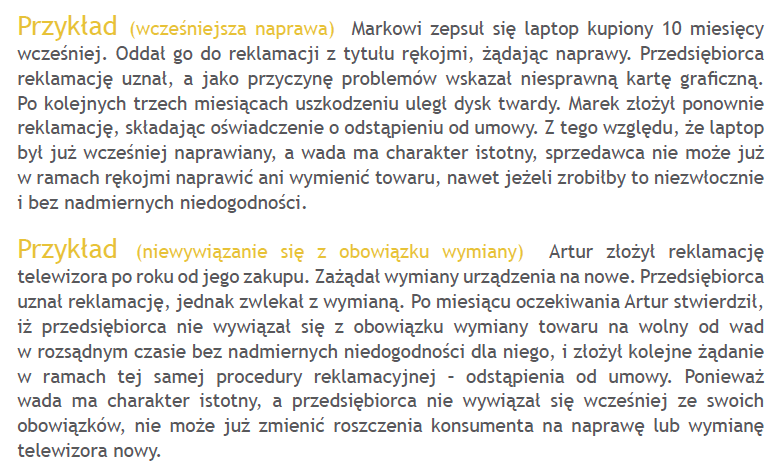 Przykład (wcześniejsza naprawa) Markowi zepsuł się laptop kupiony 10 miesięcy
wcześniej. Oddał go do reklamacji z tytułu rękojmi, żądając naprawy. Przedsiębiorca
reklamację uznał, a jako przyczynę problemów wskazał niesprawną kartę graficzną.
Po kolejnych trzech miesiącach uszkodzeniu uległ dysk twardy. Marek złożył ponownie
reklamację, składając oświadczenie o odstąpieniu od umowy. Z tego względu, że laptop
był już wcześniej naprawiany, a wada ma charakter istotny, sprzedawca nie może już
w ramach rękojmi naprawić ani wymienić towaru, nawet jeżeli zrobiłby to niezwłocznie
i bez nadmiernych niedogodności.
Przykład (niewywiązanie się z obowiązku wymiany) Artur złożył reklamację
telewizora po roku od jego zakupu. Zażądał wymiany urządzenia na nowe. Przedsiębiorca
uznał reklamację, jednak zwlekał z wymianą. Po miesiącu oczekiwania Artur stwierdził,
iż przedsiębiorca nie wywiązał się z obowiązku wymiany towaru na wolny od wad
w rozsądnym czasie bez nadmiernych niedogodności dla niego, i złożył kolejne żądanie
w ramach tej samej procedury reklamacyjnej – odstąpienia od umowy. Ponieważ
wada ma charakter istotny, a przedsiębiorca nie wywiązał się wcześniej ze swoich
obowiązków, nie może już zmienić roszczenia konsumenta na naprawę lub wymianę
telewizora nowy.